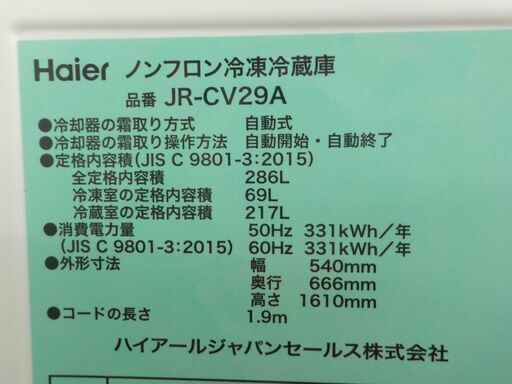 Haier ノンフロン冷凍冷蔵庫
品番 JR-CV29A
●冷却器の霜取り方式 自動式
●冷却器の霜取り操作方法 自動開始・自動終了
●定格内容積(JIS C 9801-3:2015)
全定格内容積 286L
冷凍室の定格内容積 69L
冷蔵室の定格内容積 217L
●消費電力量 50Hz 331kWh/年
(JIS C 9801-3:2015) 60Hz 331kWh/年
●外形寸法 幅 540mm
奥行 666mm
高さ 1610mm
●コードの長さ 1.9m
ハイアールジャパンセールス株式会社